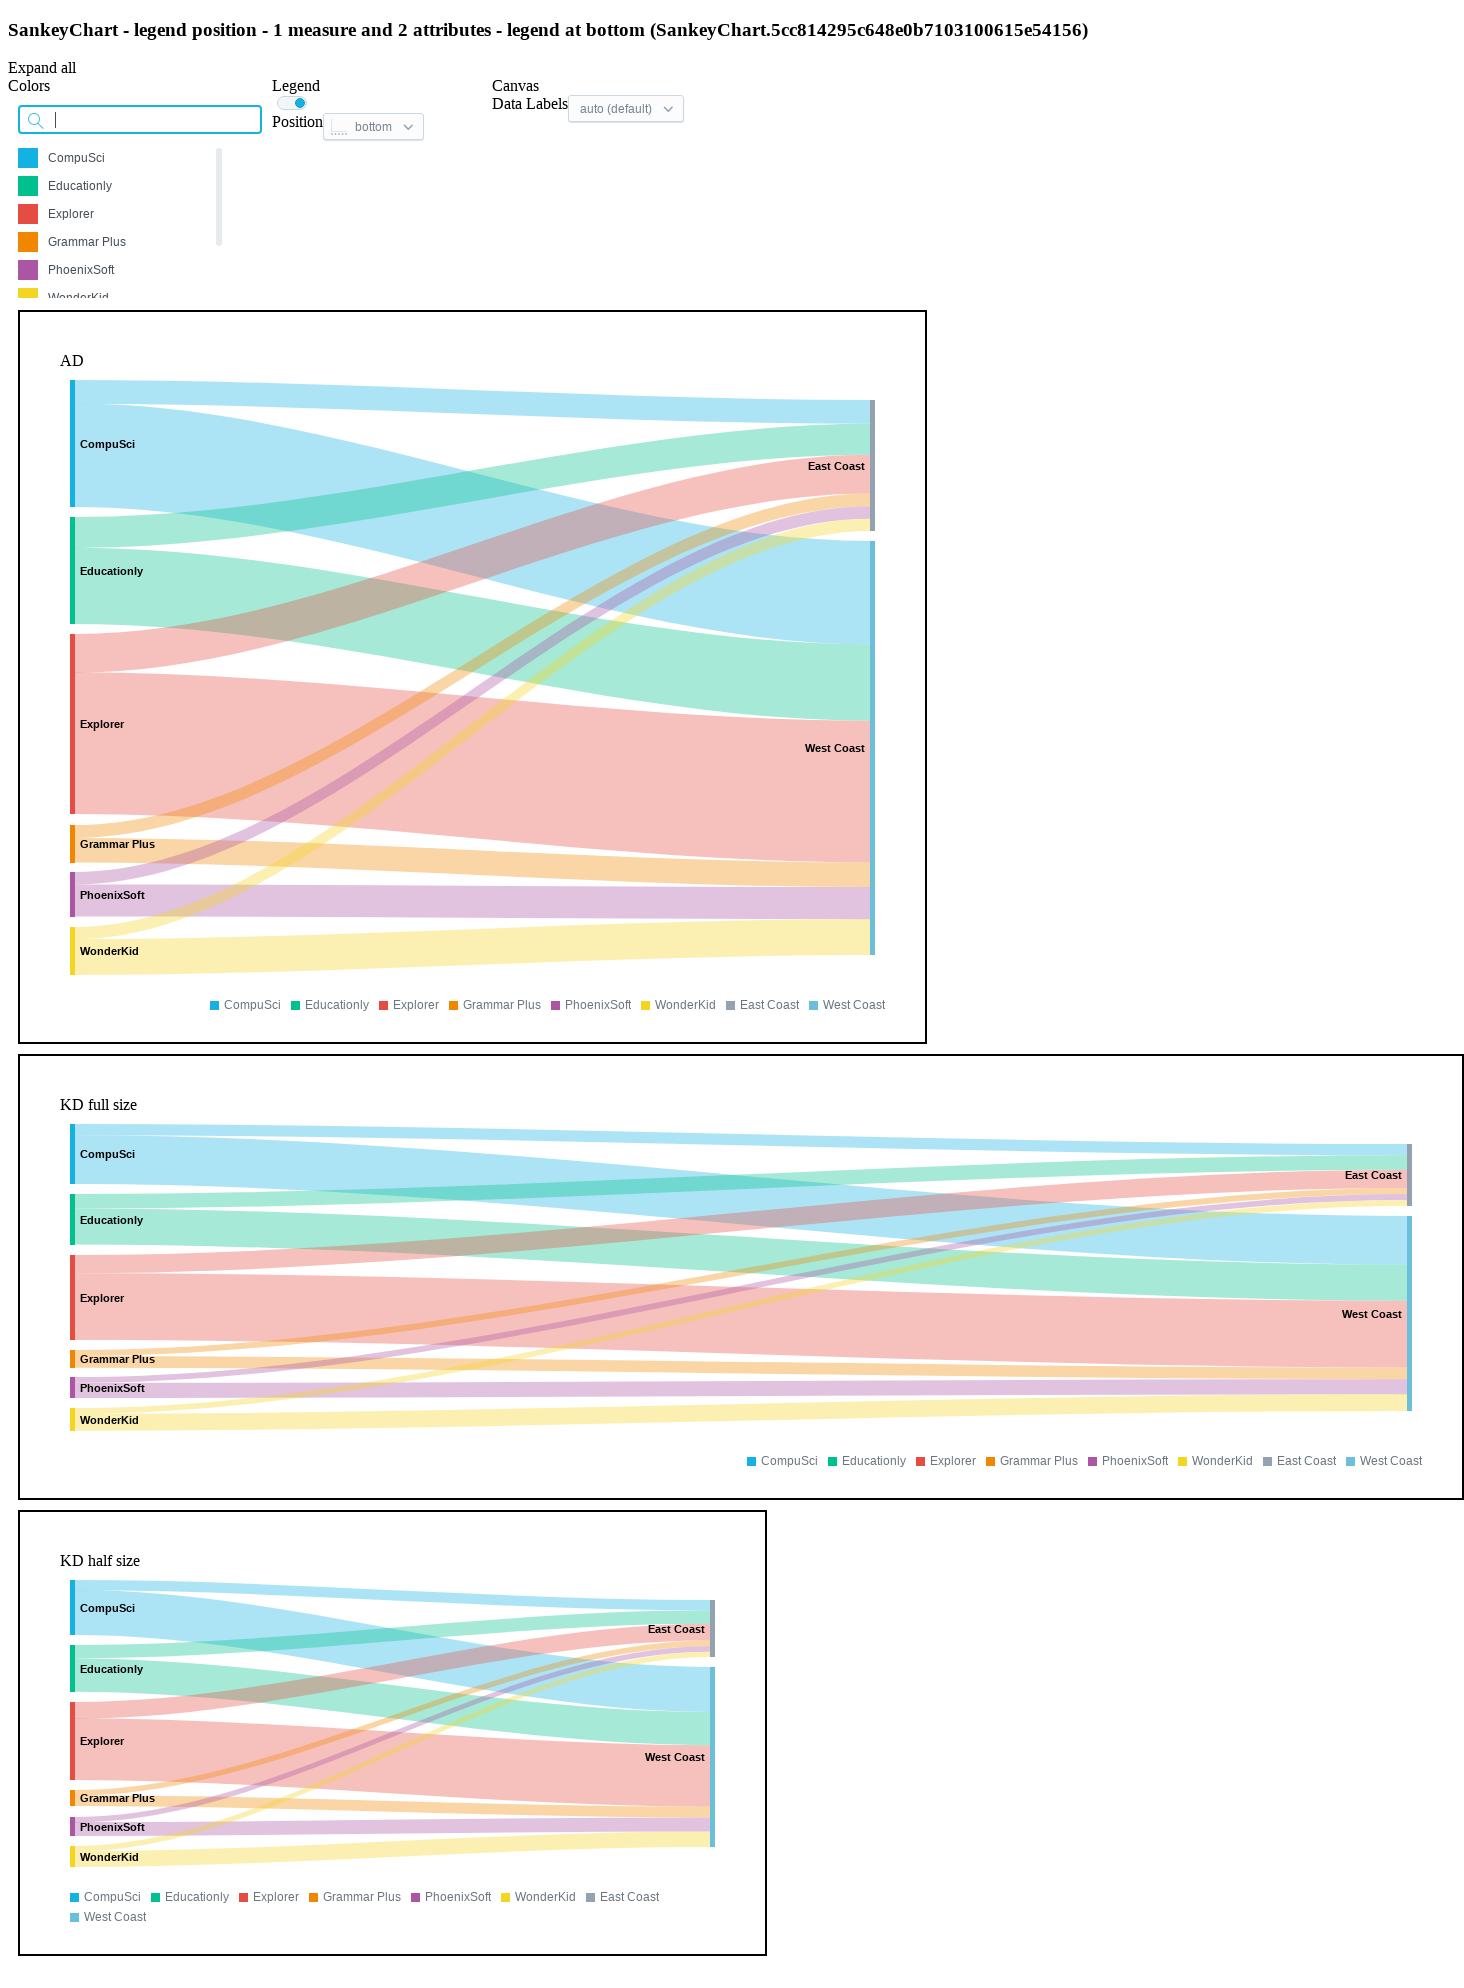 SankeyChart - legend position - 1 measure and 2 attributes - legend at bottom (SankeyChart.5cc814295c648e0b7103100615e54156)
Expand all
Colors
Legend
Canvas
Data Labels auto (default)
Position bottom
CompuSci
Educationly
Explorer
Grammar Plus
PhoenixSoft
WonderKid
AD
CompuSci
East Coast
Educationly
Explorer
West Coast
Grammar Plus
PhoenixSoft
WonderKid
CompuSci Educationly Explorer Grammar Plus PhoenixSoft WonderKid East Coast West Coast
KD full size
CompuSci
East Coast
Educationly
Explorer
West Coast
Grammar Plus
PhoenixSoft
WonderKid
CompuSci Educationly Explorer Grammar Plus PhoenixSoft WonderKid East Coast West Coast
KD half size
CompuSci
East Coast
Educationly
Explorer
West Coast
Grammar Plus
PhoenixSoft
WonderKid
CompuSci Educationly Explorer Grammar Plus PhoenixSoft WonderKid East Coast
West Coast